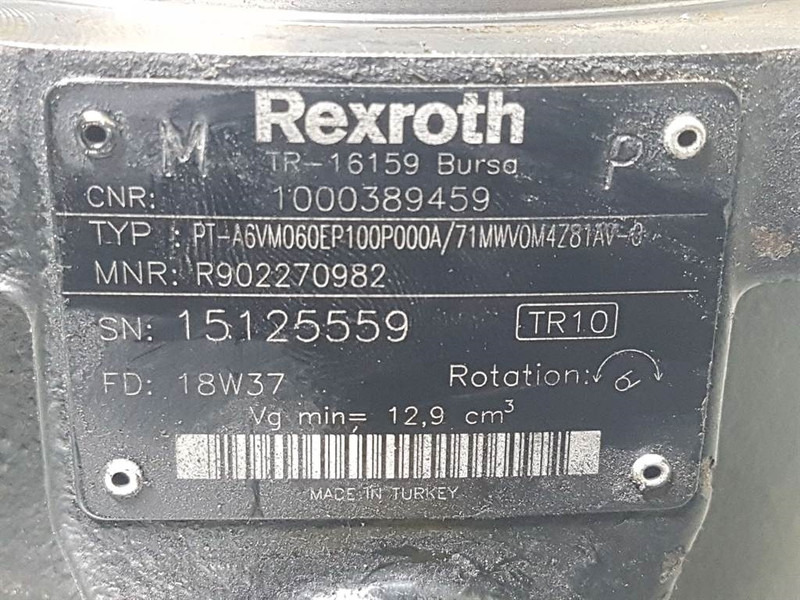 Rexroth
M P
TR-16159 Bursa
CNR: 1000389459
TYP: PT-A6VM060EP100P000A/71MWV0M4Z81AV-0
MNR: R902270982
SN: 15125559 TR10
FD: 18W37 Rotation:
Vg min= 12,9 cm³
MADE IN TURKEY